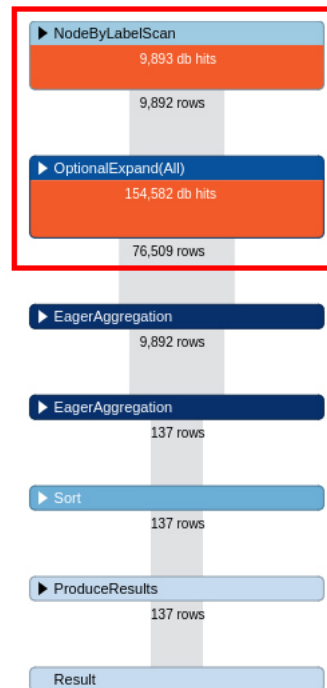 NodeByLabelScan
9,893 db hits
9,892 rows
OptionalExpand(All)
154,582 db hits
76,509 rows
EagerAggregation
9,892 rows
EagerAggregation
137 rows
Sort
137 rows
ProduceResults
137 rows
Result